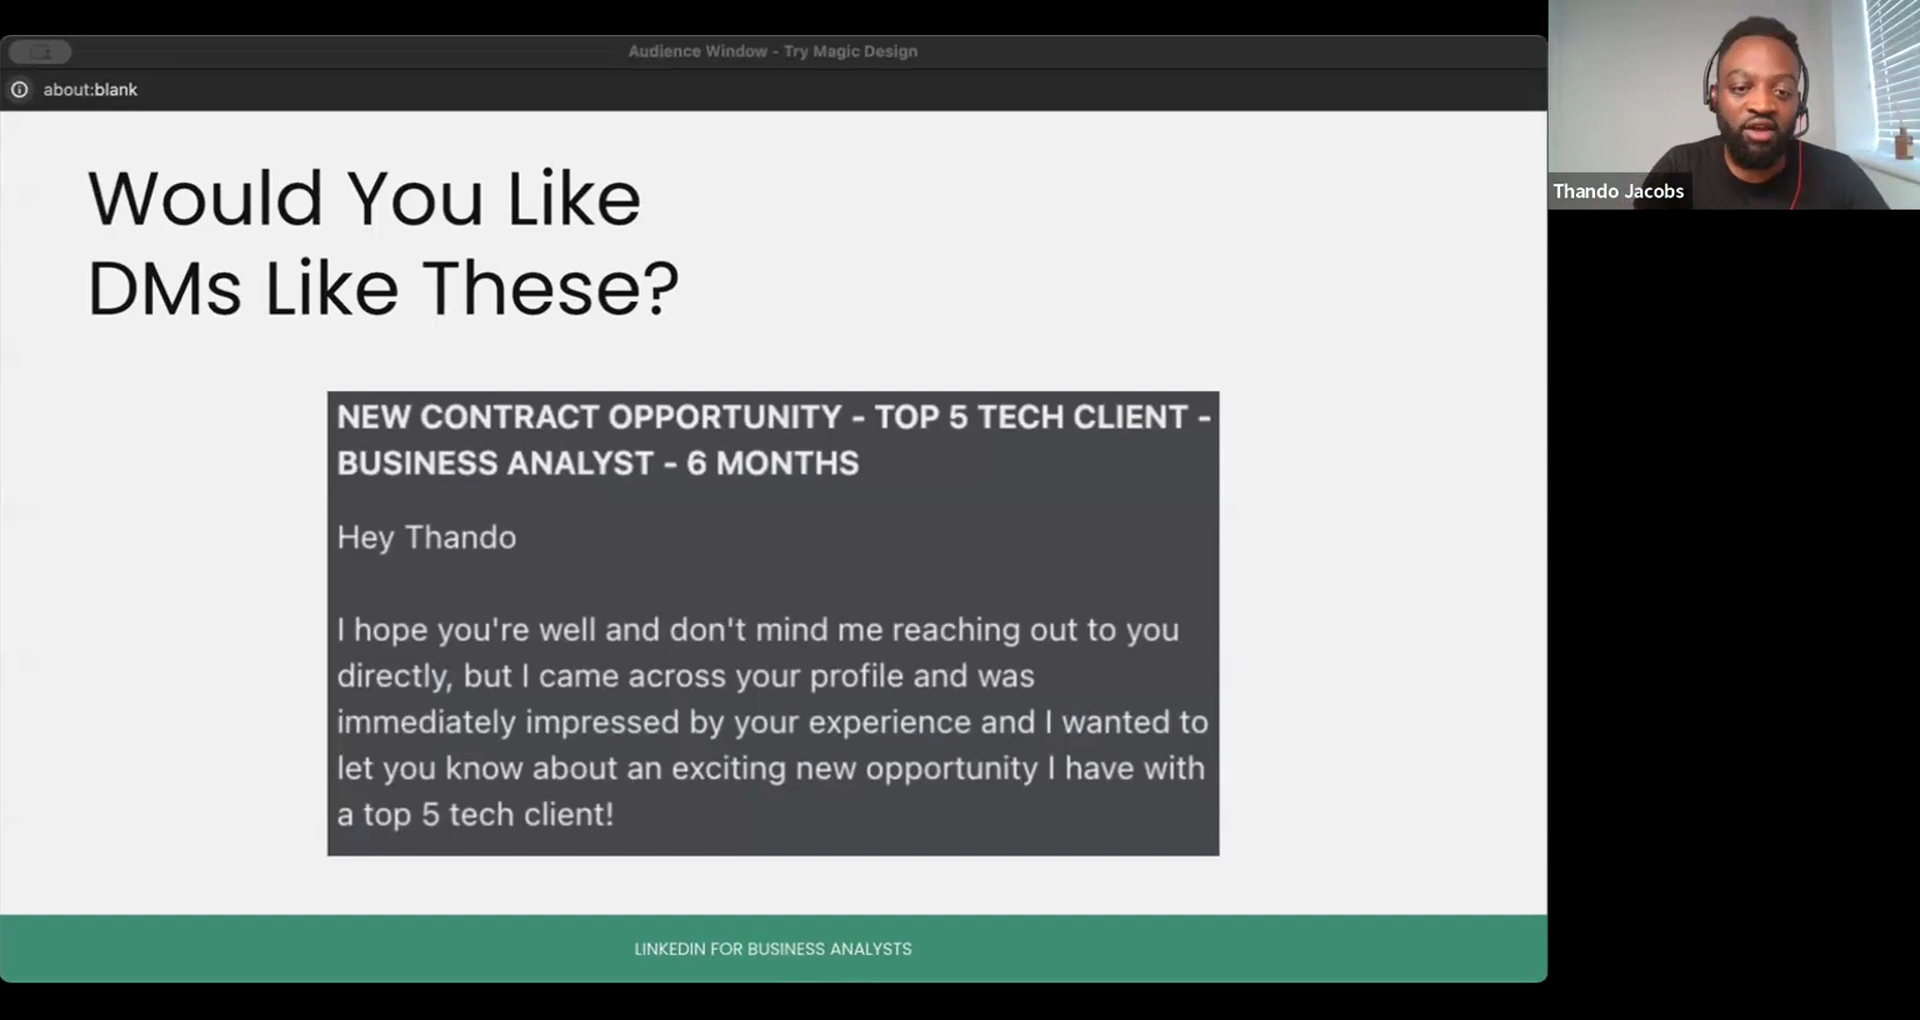 Audience Window - Try Magic Design
about:blank
Would You Like
DMs Like These?
NEW CONTRACT OPPORTUNITY - TOP 5 TECH CLIENT -
BUSINESS ANALYST - 6 MONTHS
Hey Thando
I hope you're well and don't mind me reaching out to you
directly, but I came across your profile and was
immediately impressed by your experience and I wanted to
let you know about an exciting new opportunity I have with
a top 5 tech client!
LINKEDIN FOR BUSINESS ANALYSTS
Thando Jacobs